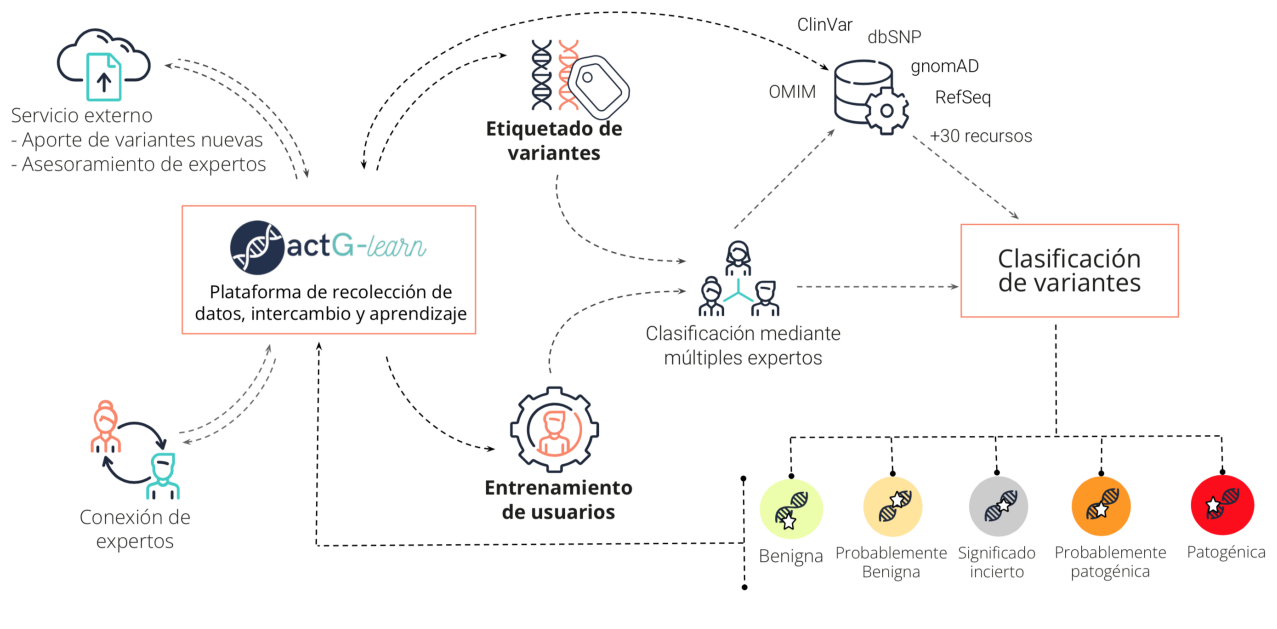 Servicio externo
- Aporte de variantes nuevas
- Asesoramiento de expertos
Etiquetado de
variantes
ClinVar
dbSNP
gnomAD
OMIM
RefSeq
+30 recursos
actG-learn
Plataforma de recolección de
datos, intercambio y aprendizaje
Clasificación mediante
múltiples expertos
Clasificación
de variantes
Conexión de
expertos
Entrenamiento
de usuarios
Benigna
Probablemente
Benigna
Significado
incierto
Probablemente
patogénica
Patogénica